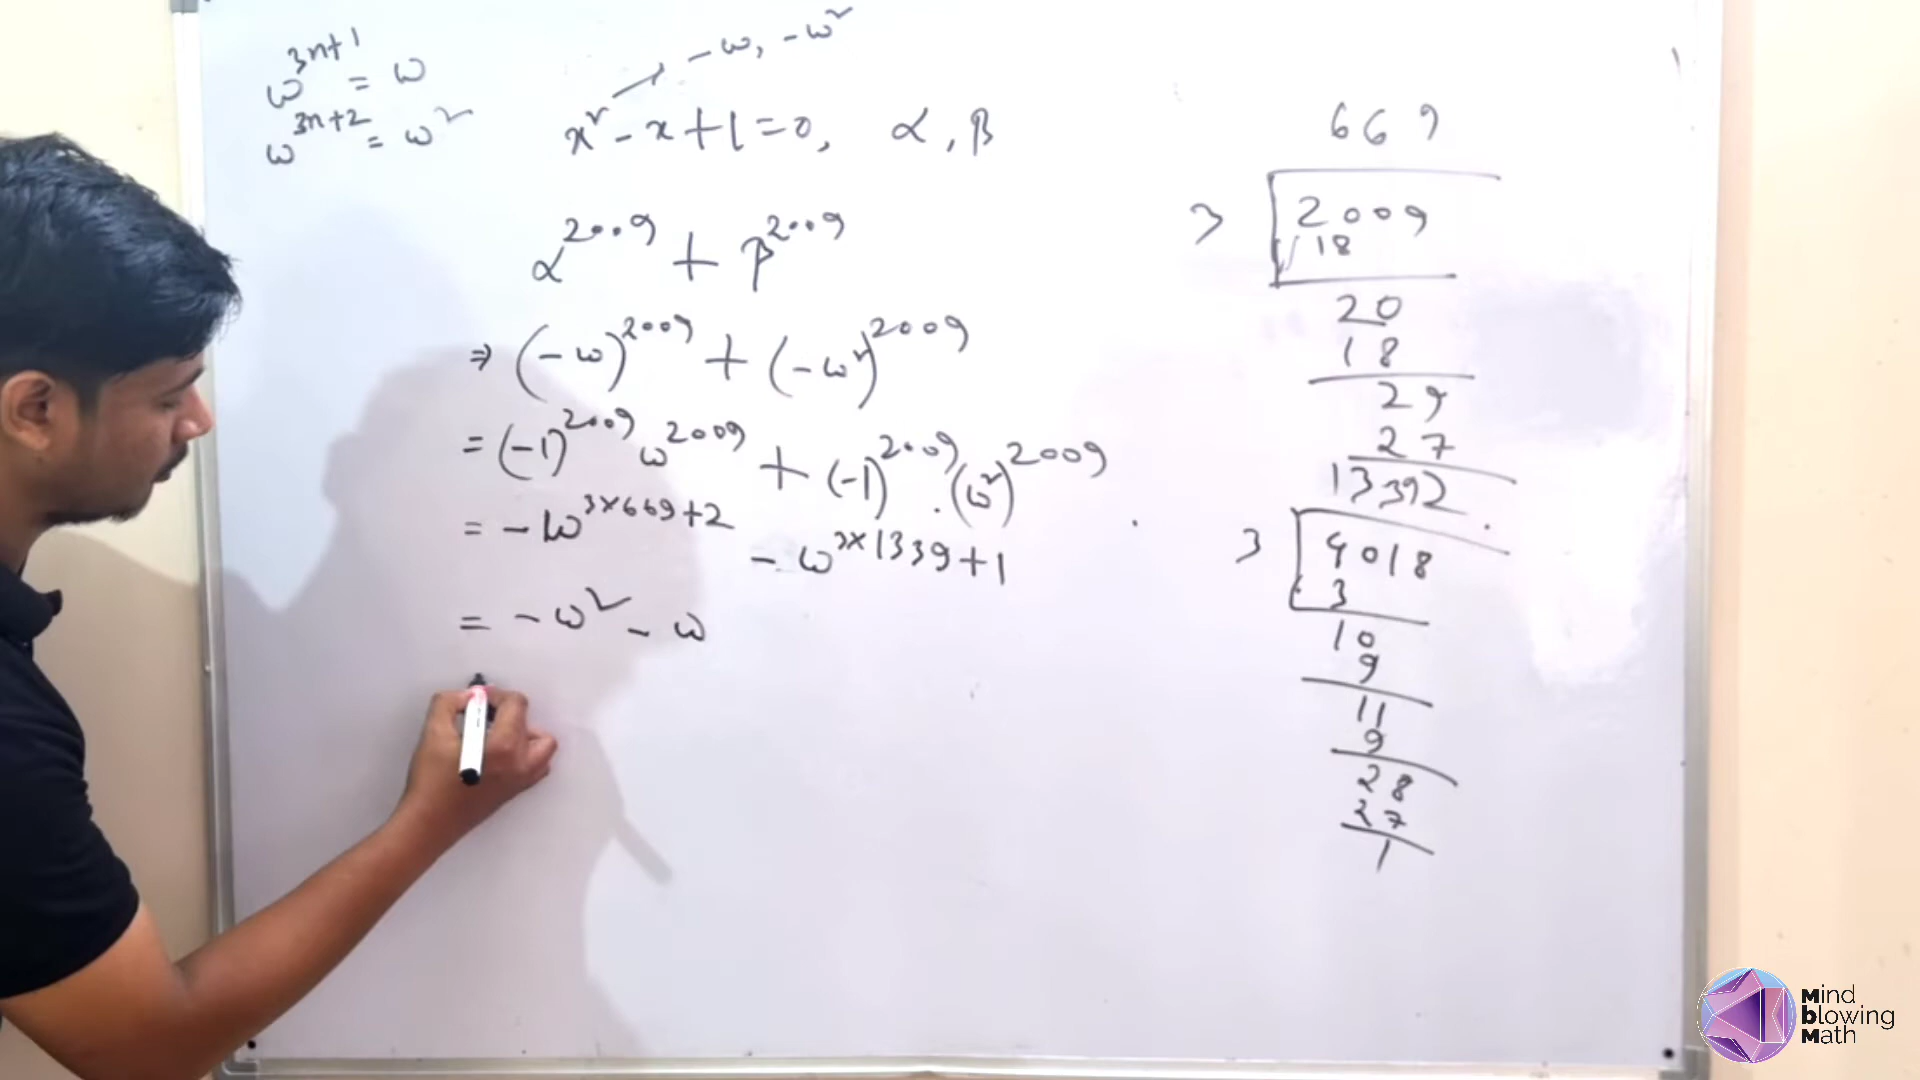 ω^{3n+1} = ω
ω^{3n+2} = ω²
-ω, -ω²
x² - x + 1 = 0, α, β
α^{2009} + β^{2009}
⇒ (-ω)^{2009} + (-ω²)^{2009}
= (-1)^{2009} ω^{2009} + (-1)^{2009} . (ω²)^{2009}
= -ω^{3×669+2} - ω^{3×1339+1}
= -ω² - ω
669
3 2009
18
20
18
29
27
2
1339
3 4018
3
10
9
11
9
28
27
1
Mind
blowing
Math